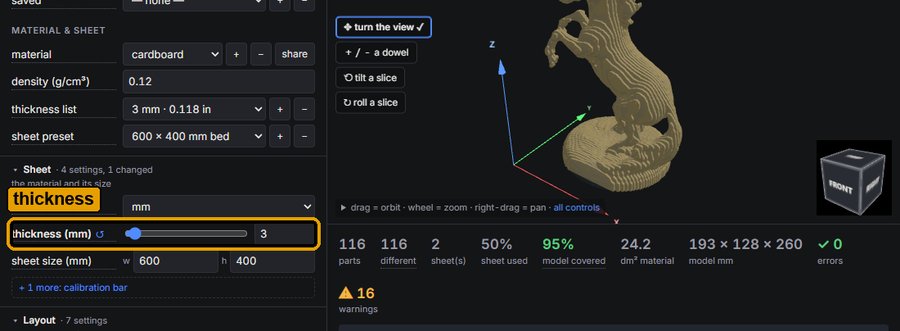 saved
— none —
MATERIAL & SHEET
material cardboard + − share
density (g/cm³) 0.12
thickness list 3 mm · 0.118 in + −
sheet preset 600 × 400 mm bed + −
Sheet · 4 settings, 1 changed
the material and its size
thickness
mm
thickness (mm) 3
sheet size (mm) w 600 h 400
+ 1 more: calibration bar
Layout · 7 settings
✥ turn the view ✓
+ / - a dowel
⟲ tilt a slice
↻ roll a slice
Z
Y
X
FRONT
▶ drag = orbit · wheel = zoom · right-drag = pan · all controls
116 116 2 50% 95% 24.2 193 × 128 × 260 ✓ 0
parts different sheet(s) sheet used model covered dm² material model mm errors
⚠ 16
warnings